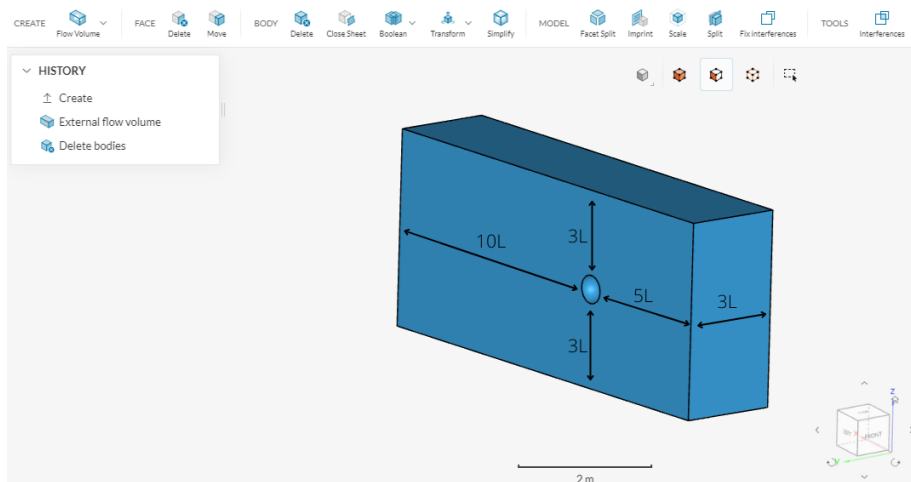 CREATE Flow Volume FACE Delete Move BODY Delete Close Sheet Boolean Transform Simplify MODEL Facet Split Imprint Scale Split Fix interferences TOOLS Interferences
HISTORY
Create
External flow volume
Delete bodies
10L
3L
5L
3L
3L
2 m
Z
X
Y
FRONT